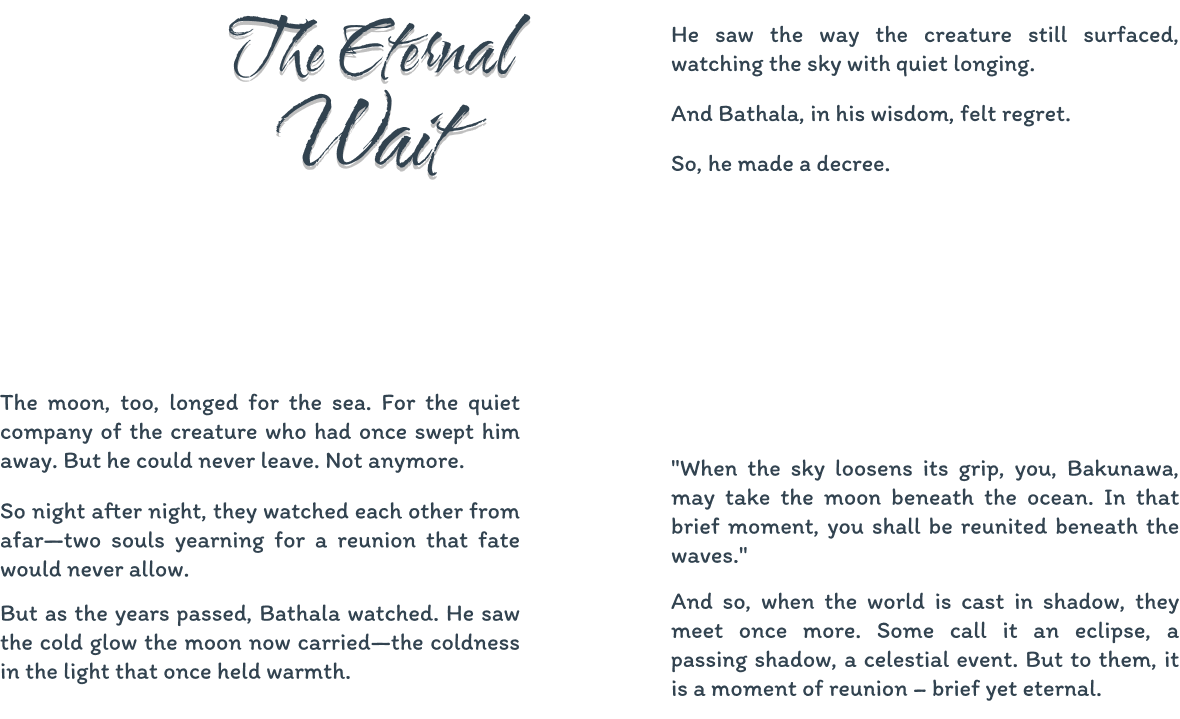 The Eternal
Wait
The moon, too, longed for the sea. For the quiet
company of the creature who had once swept him
away. But he could never leave. Not anymore.
So night after night, they watched each other from
afar—two souls yearning for a reunion that fate
would never allow.
But as the years passed, Bathala watched. He saw
the cold glow the moon now carried—the coldness
in the light that once held warmth.
He saw the way the creature still surfaced,
watching the sky with quiet longing.
And Bathala, in his wisdom, felt regret.
So, he made a decree.
"When the sky loosens its grip, you, Bakunawa,
may take the moon beneath the ocean. In that
brief moment, you shall be reunited beneath the
waves."
And so, when the world is cast in shadow, they
meet once more. Some call it an eclipse, a
passing shadow, a celestial event. But to them, it
is a moment of reunion – brief yet eternal.